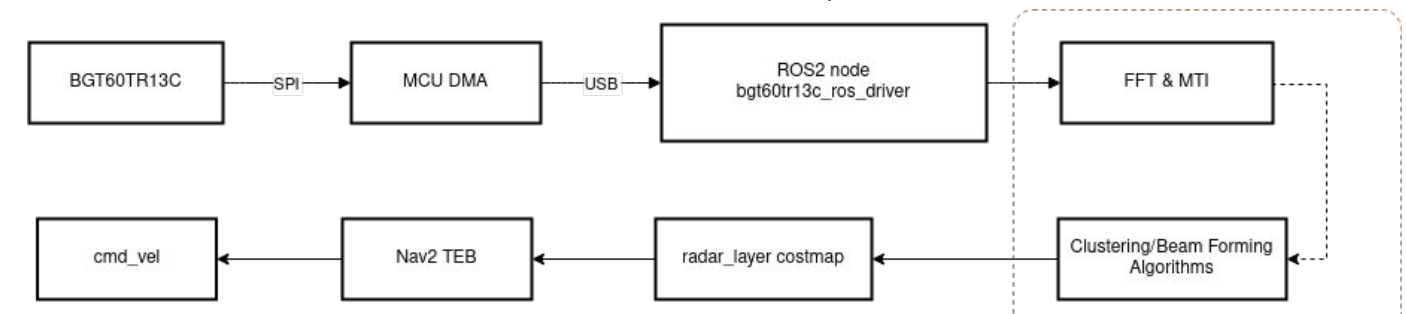 BGT60TR13C
SPI
MCU DMA
USB
ROS2 node
bgt60tr13c_ros_driver
FFT & MTI
cmd_vel
Nav2 TEB
radar_layer costmap
Clustering/Beam Forming
Algorithms